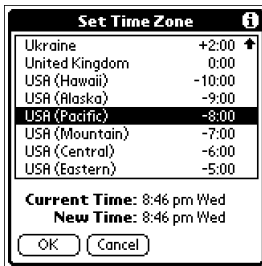 Set Time Zone i
Ukraine +2:00
United Kingdom 0:00
USA (Hawaii) -10:00
USA (Alaska) -9:00
USA (Pacific) -8:00
USA (Mountain) -7:00
USA (Central) -6:00
USA (Eastern) -5:00
Current Time: 8:46 pm Wed
New Time: 8:46 pm Wed
OK Cancel